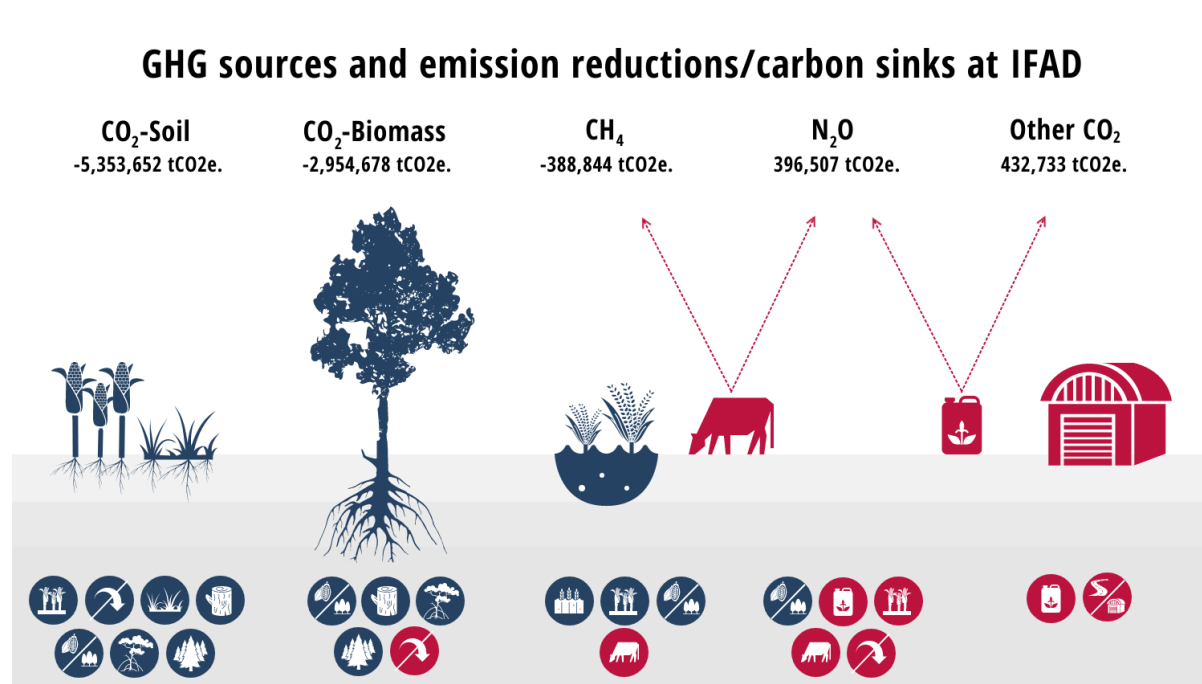 GHG sources and emission reductions/carbon sinks at IFAD
CO₂-Soil
-5,353,652 tCO2e.
CO₂-Biomass
-2,954,678 tCO2e.
CH₄
-388,844 tCO2e.
N₂O
396,507 tCO2e.
Other CO₂
432,733 tCO2e.